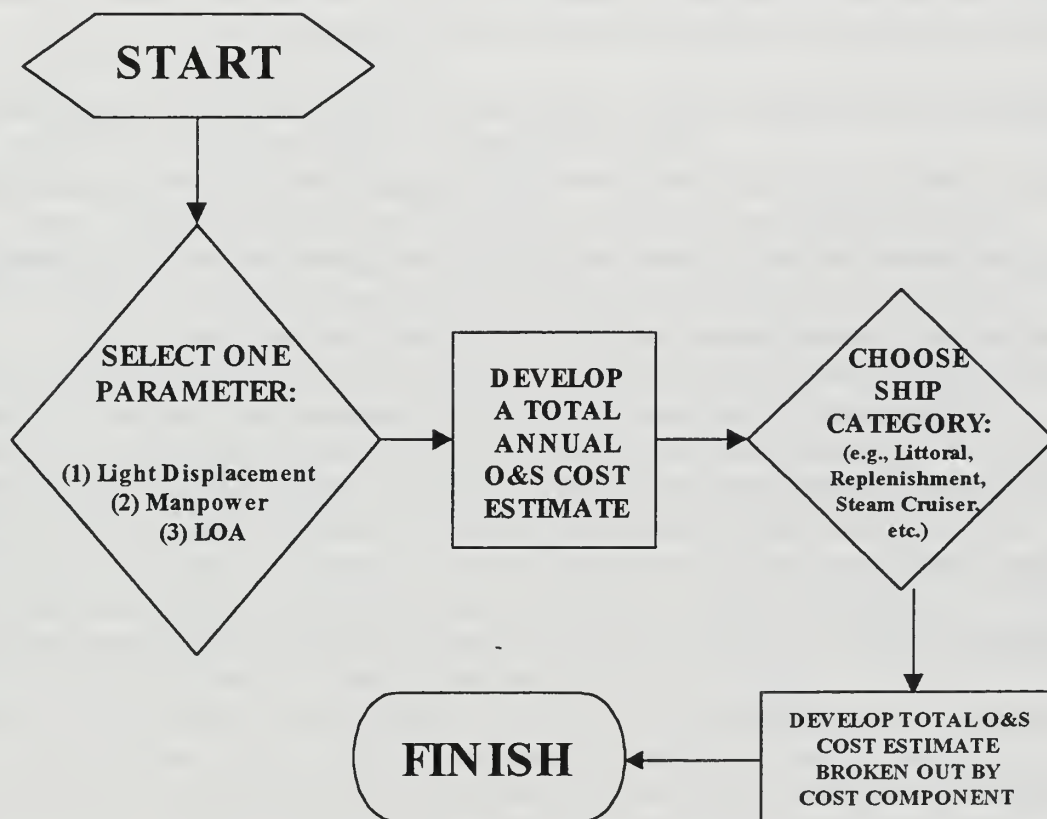 START
SELECT ONE
PARAMETER:
(1) Light Displacement
(2) Manpower
(3) LOA
DEVELOP
A TOTAL
ANNUAL
O&S COST
ESTIMATE
CHOOSE
SHIP
CATEGORY:
(e.g., Littoral,
Replenishment,
Steam Cruiser,
etc.)
DEVELOP TOTAL O&S
COST ESTIMATE
BROKEN OUT BY
COST COMPONENT
FINISH